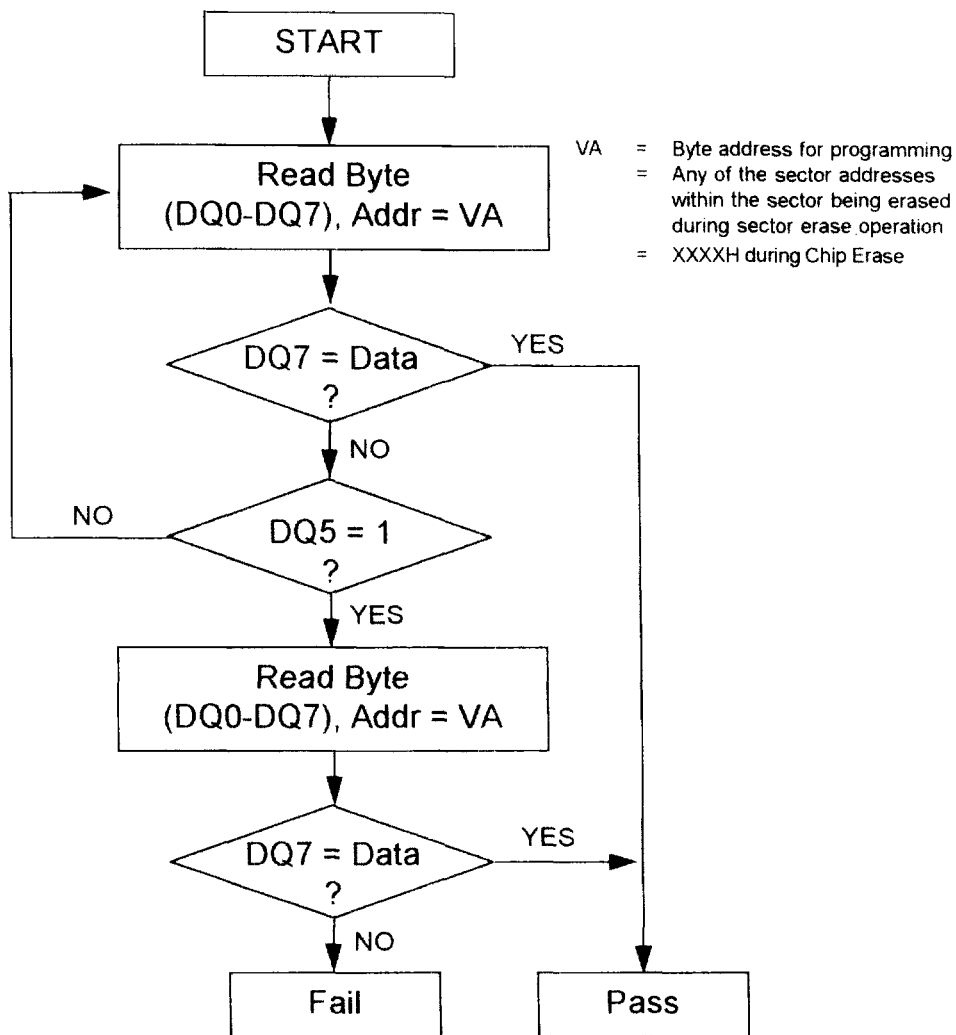 START
Read Byte
(DQ0-DQ7), Addr = VA
VA = Byte address for programming
= Any of the sector addresses
within the sector being erased
during sector erase operation
= XXXXH during Chip Erase
DQ7 = Data
?
YES
NO
DQ5 = 1
?
NO
YES
Read Byte
(DQ0-DQ7), Addr = VA
DQ7 = Data
?
YES
NO
Fail
Pass